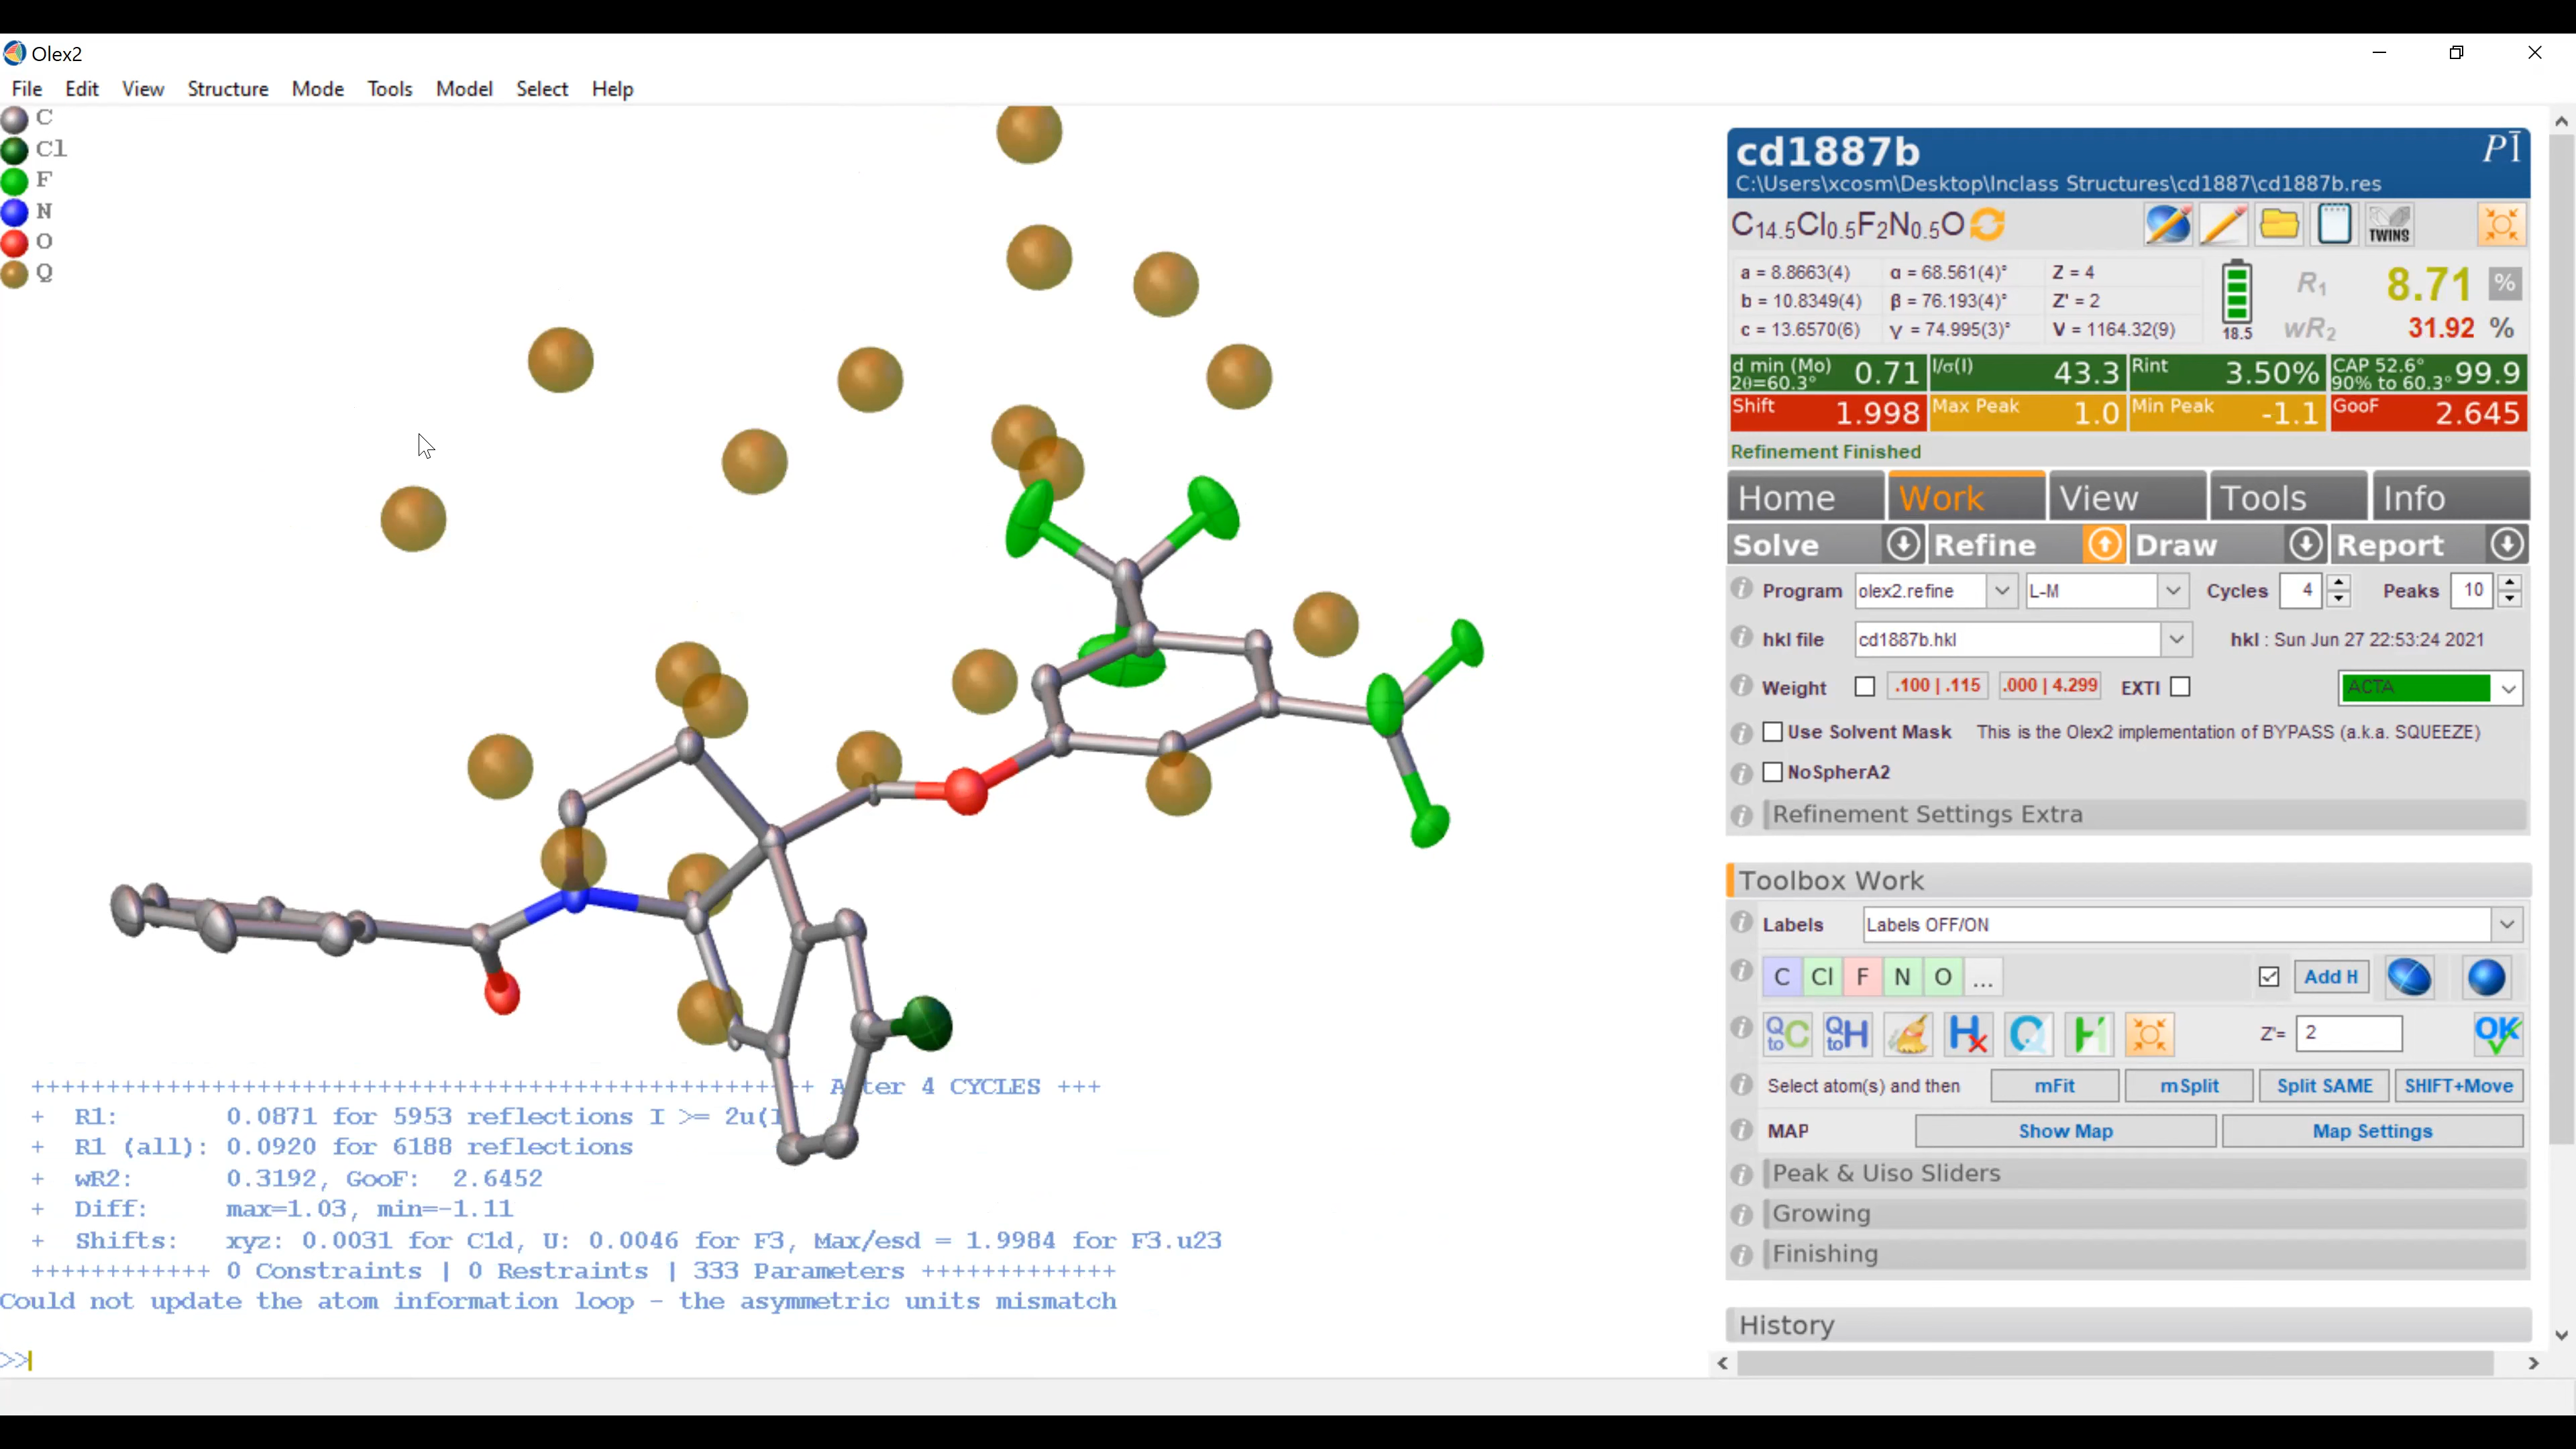 Olex2
File Edit View Structure Mode Tools Model Select Help
C
Cl
F
N
O
Q
cd1887b P1̄
C:\Users\xcosm\Desktop\Inclass Structures\cd1887\cd1887b.res
C14.5Cl0.5F2N0.5O TWINS
a = 8.8663(4) α = 68.561(4)° Z = 4
b = 10.8349(4) β = 76.193(4)° Z' = 2
c = 13.6570(6) γ = 74.995(3)° V = 1164.32(9)
18.5
R1 8.71 %
wR2 31.92 %
d min (Mo) 2θ=60.3° 0.71 I/σ(I) 43.3 Rint 3.50% CAP 52.6° 90% to 60.3° 99.9
Shift 1.998 Max Peak 1.0 Min Peak -1.1 GooF 2.645
Refinement Finished
Home Work View Tools Info
Solve Refine Draw Report
Program olex2.refine L-M Cycles 4 Peaks 10
hkl file cd1887b.hkl hkl : Sun Jun 27 22:53:24 2021
Weight .100 | .115 .000 | 4.299 EXTI ACTA
Use Solvent Mask This is the Olex2 implementation of BYPASS (a.k.a. SQUEEZE)
NoSpherA2
Refinement Settings Extra
Toolbox Work
Labels Labels OFF/ON
C Cl F N O ... Add H
Q to C Q to H H Q H Z'= 2 OK
Select atom(s) and then mFit mSplit Split SAME SHIFT+Move
MAP Show Map Map Settings
Peak & Uiso Sliders
Growing
Finishing
History
+++++++++++++++++++++++++++++++++++++++++++++++++++++ After 4 CYCLES +++
+ R1: 0.0871 for 5953 reflections I >= 2u(I
+ R1 (all): 0.0920 for 6188 reflections
+ wR2: 0.3192, GooF: 2.6452
+ Diff: max=1.03, min=-1.11
+ Shifts: xyz: 0.0031 for C1d, U: 0.0046 for F3, Max/esd = 1.9984 for F3.u23
++++++++++++ 0 Constraints | 0 Restraints | 333 Parameters +++++++++++++
Could not update the atom information loop - the asymmetric units mismatch
>>